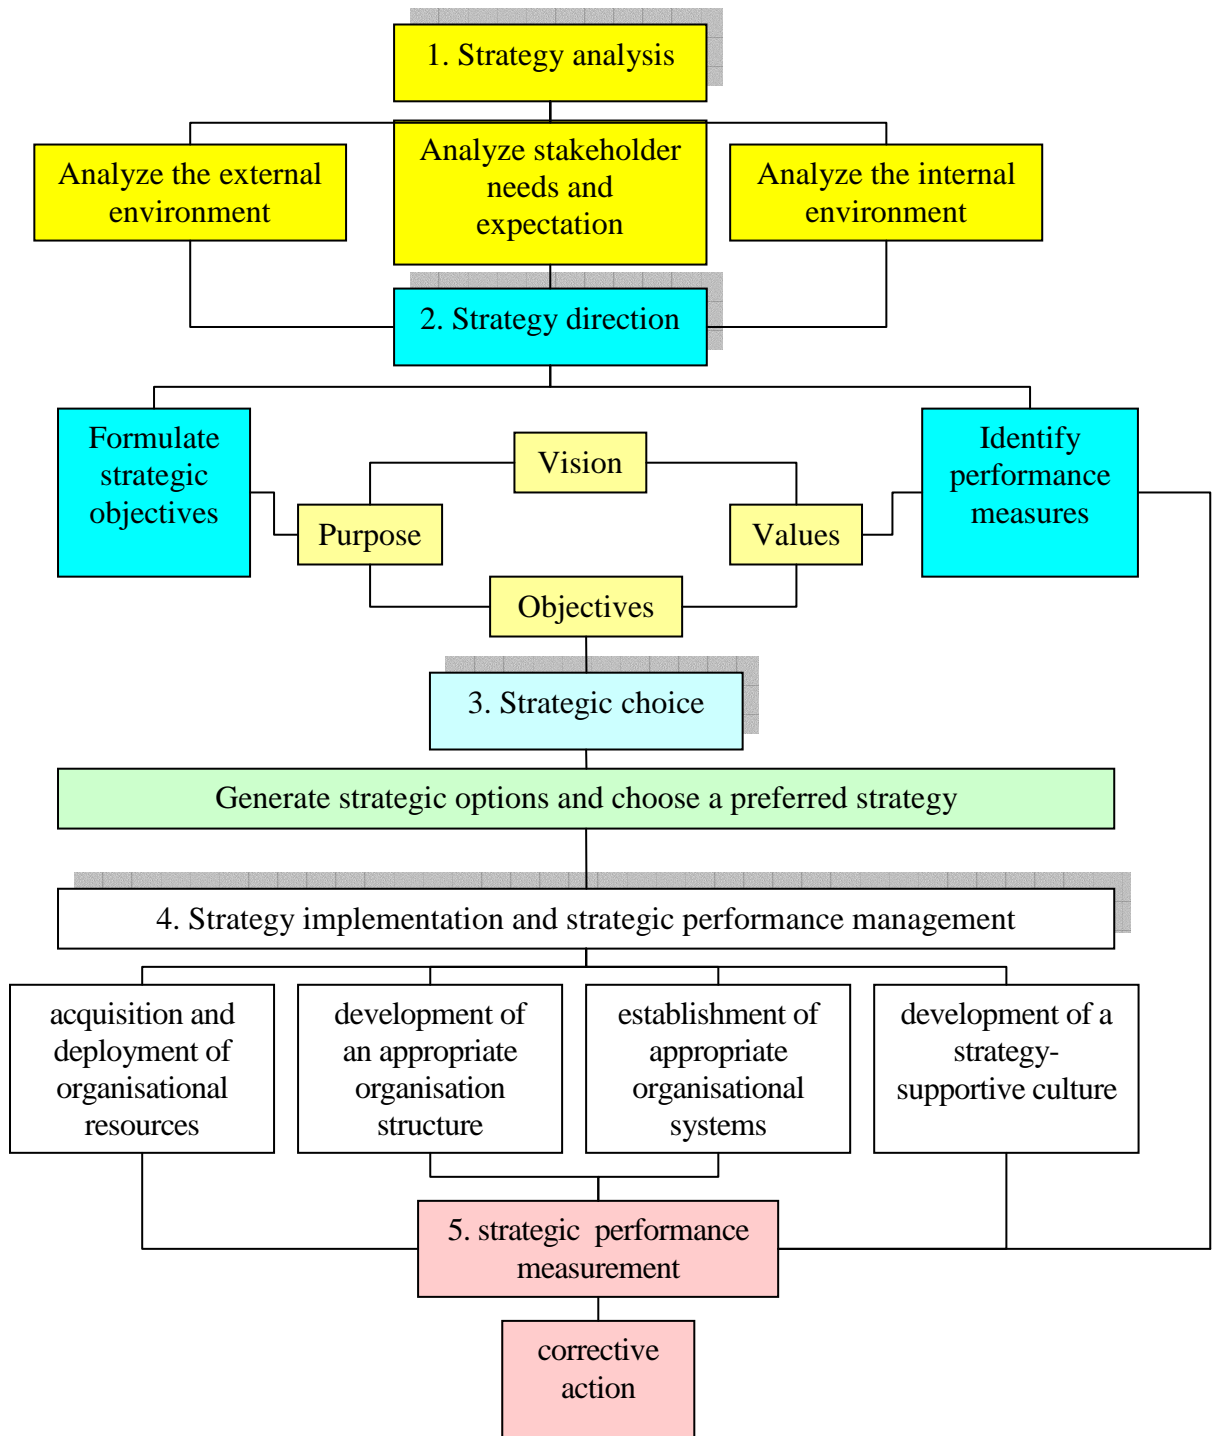 1. Strategy analysis
Analyze the external
environment
Analyze stakeholder
needs and
expectation
Analyze the internal
environment
2. Strategy direction
Formulate
strategic
objectives
Vision
Purpose
Values
Objectives
Identify
performance
measures
3. Strategic choice
Generate strategic options and choose a preferred strategy
4. Strategy implementation and strategic performance management
acquisition and
deployment of
organisational
resources
development of
an appropriate
organisation
structure
establishment of
appropriate
organisational
systems
development of a
strategy-
supportive culture
5. strategic performance
measurement
corrective
action